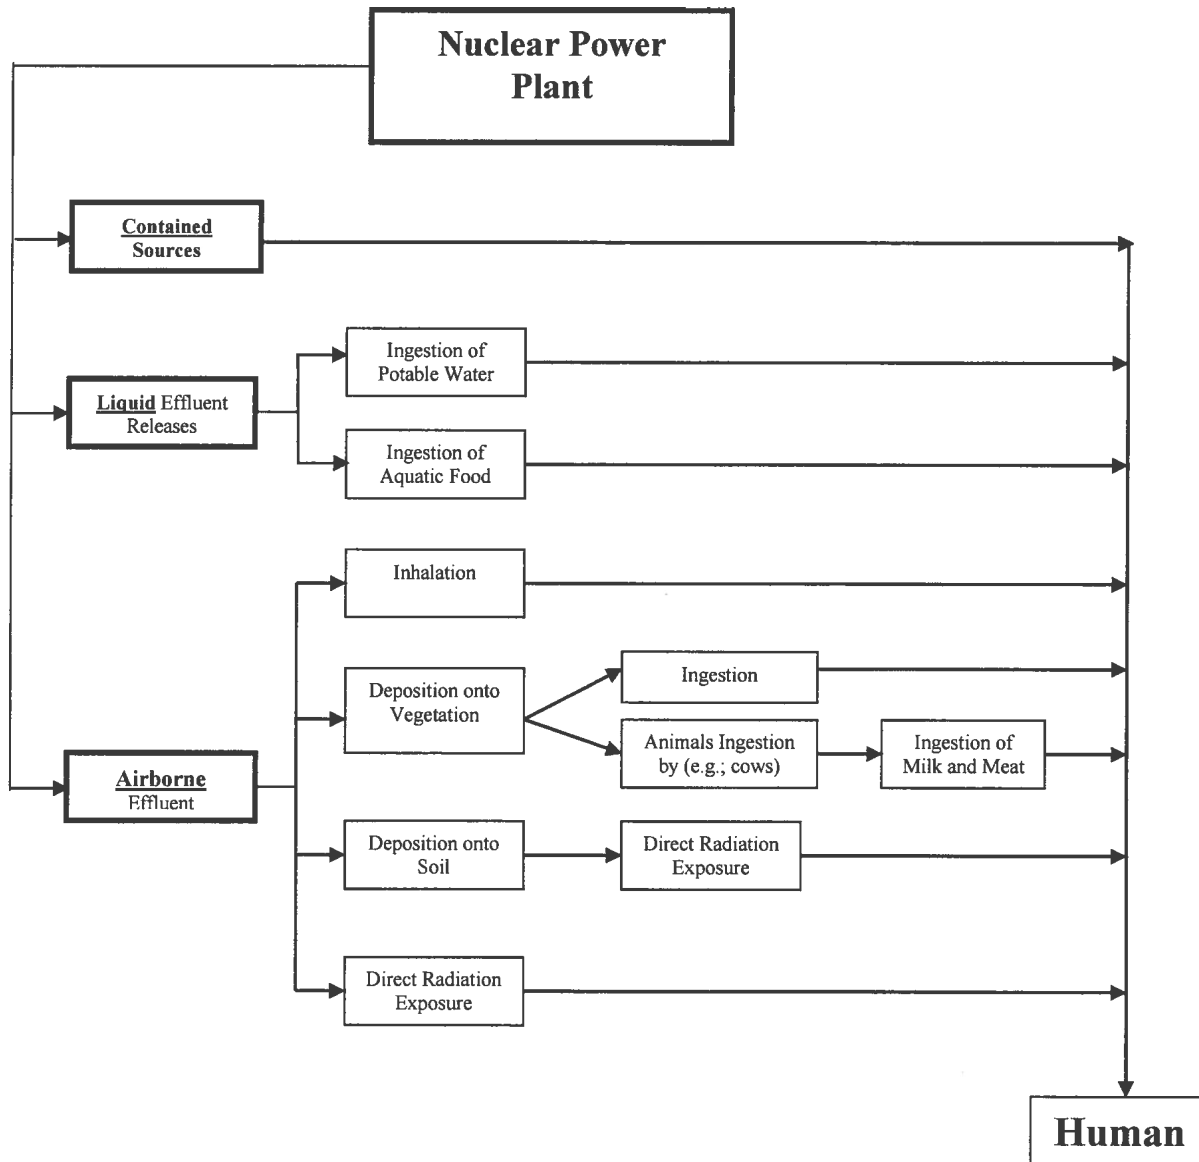 Nuclear Power
Plant
Contained
Sources
Ingestion of
Potable Water
Liquid Effluent
Releases
Ingestion of
Aquatic Food
Inhalation
Deposition onto
Vegetation
Ingestion
Animals Ingestion
by (e.g.; cows)
Ingestion of
Milk and Meat
Airborne
Effluent
Deposition onto
Soil
Direct Radiation
Exposure
Direct Radiation
Exposure
Human